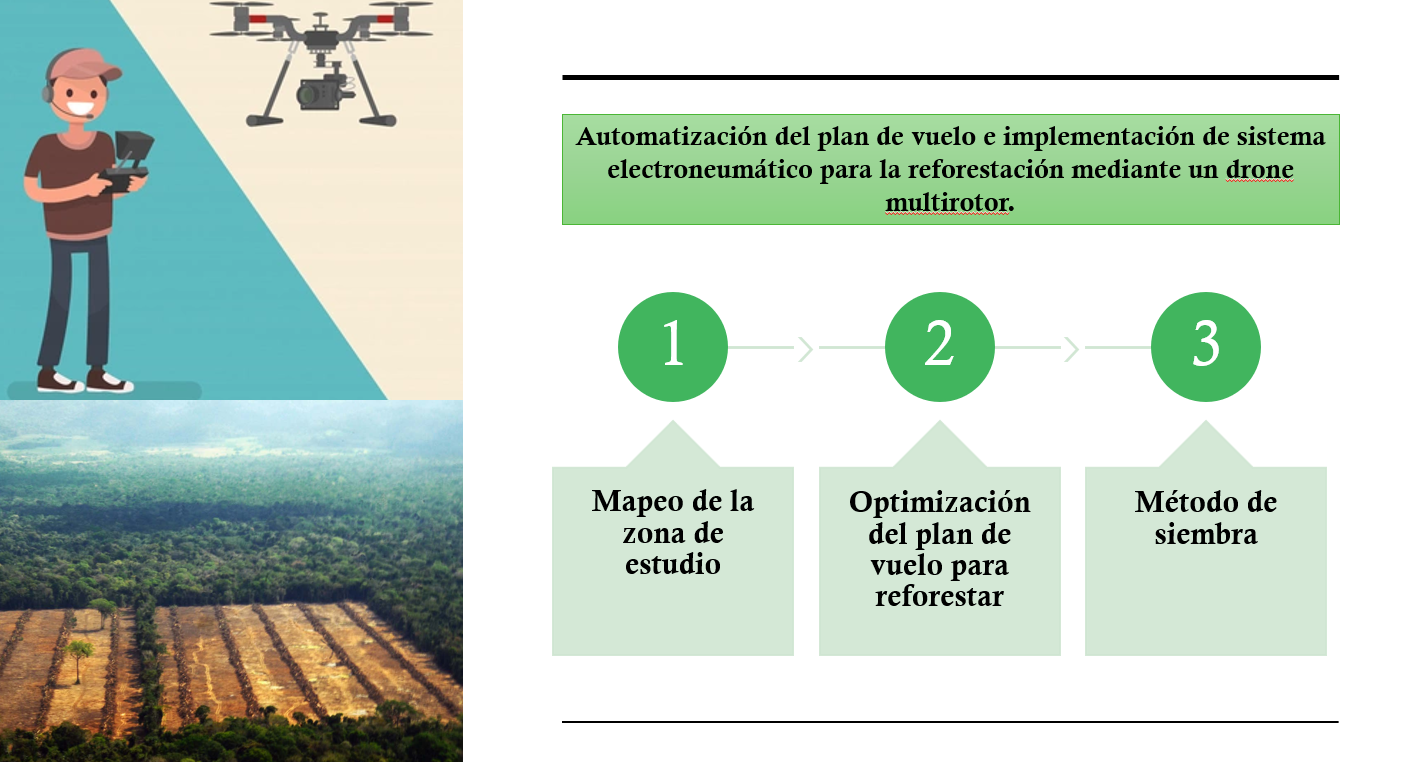 Automatización del plan de vuelo e implementación de sistema
electroneumático para la reforestación mediante un drone
multirotor.
1
2
3
Mapeo de la
zona de
estudio
Optimización
del plan de
vuelo para
reforestar
Método de
siembra